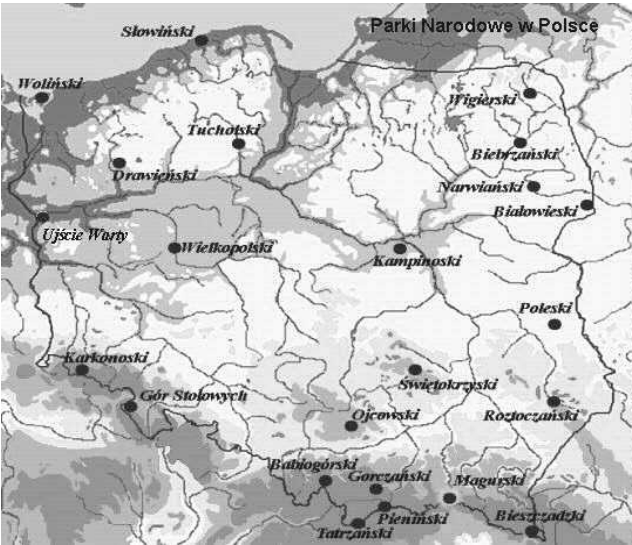 Parki Narodowe w Polsce
Słowiński
Woliński
Wigierski
Tucholski
Biebrzański
Drawieński
Narwiański
Białowieski
Ujście Warty
Wielkopolski
Kampinoski
Poleski
Karkonoski
Świętokrzyski
Gór Stołowych
Roztoczański
Ojcowski
Babiogórski
Gorczański
Magurski
Pieniński
Bieszczadzki
Tatrzański